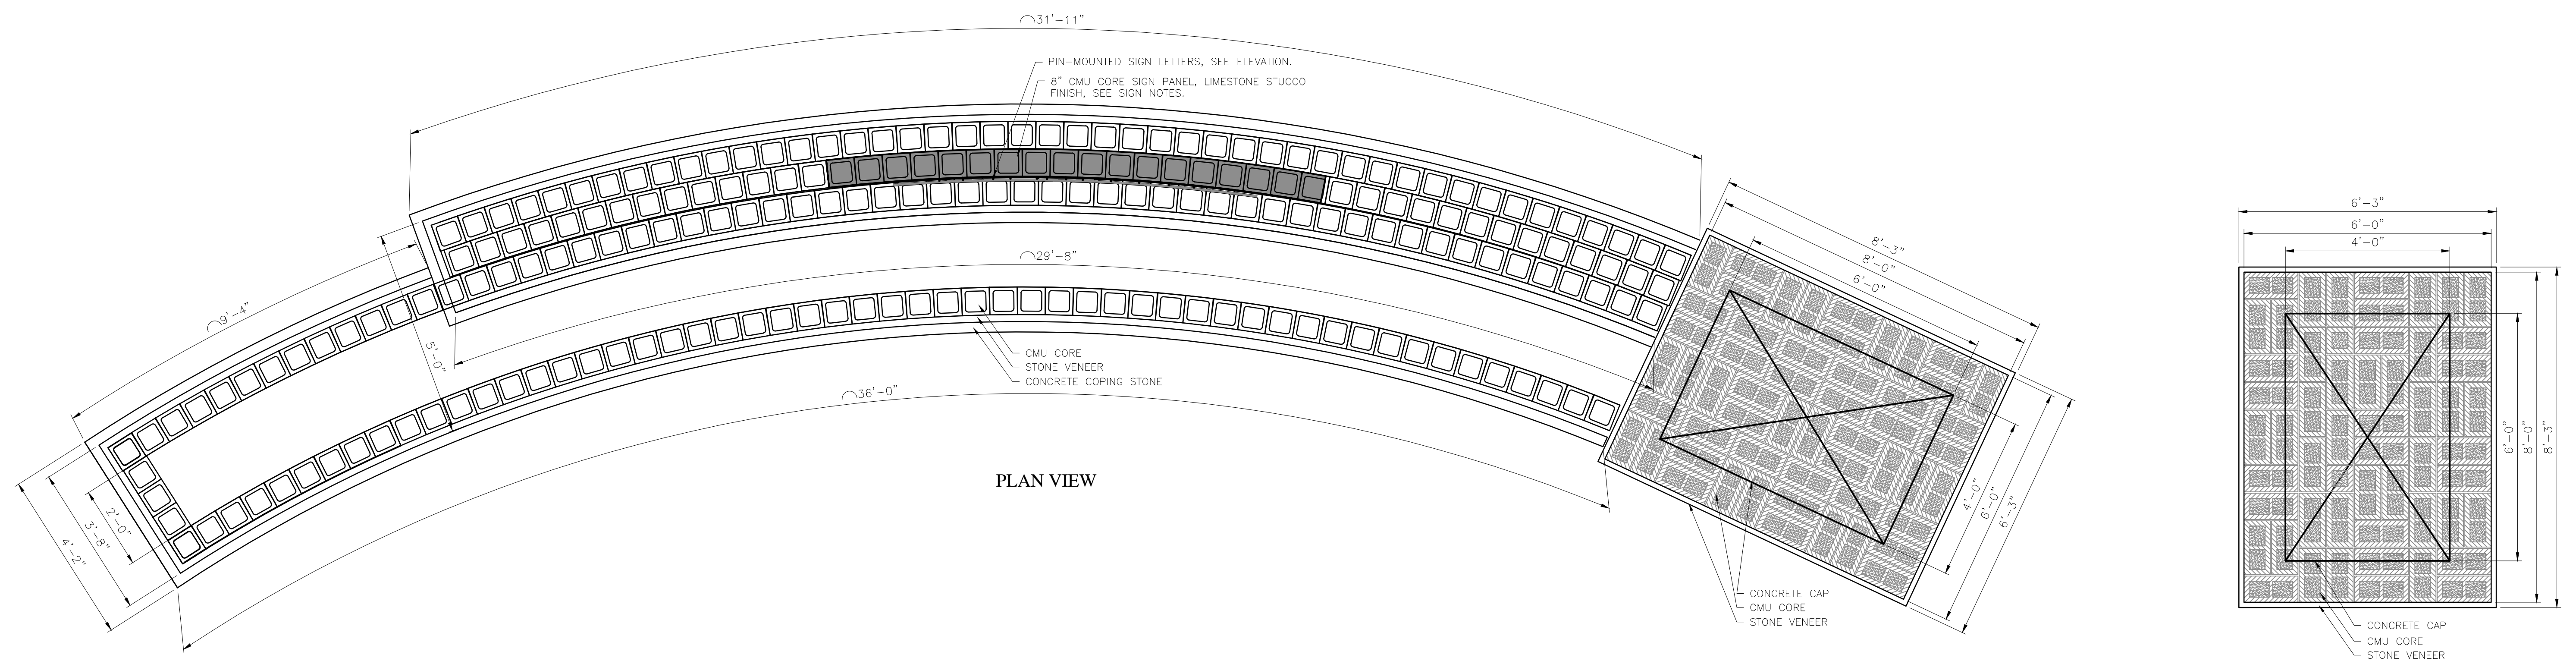 ⌒31'-11"
PIN-MOUNTED SIGN LETTERS, SEE ELEVATION.
8" CMU CORE SIGN PANEL, LIMESTONE STUCCO
FINISH, SEE SIGN NOTES.
⌒9'-4"
5'-0"
⌒29'-8"
CMU CORE
STONE VENEER
CONCRETE COPING STONE
⌒36'-0"
2'-0"
3'-8"
4'-2"
PLAN VIEW
8'-3"
8'-0"
6'-0"
4'-0"
6'-0"
6'-3"
CONCRETE CAP
CMU CORE
STONE VENEER
6'-3"
6'-0"
4'-0"
6'-0"
8'-0"
8'-3"
CONCRETE CAP
CMU CORE
STONE VENEER